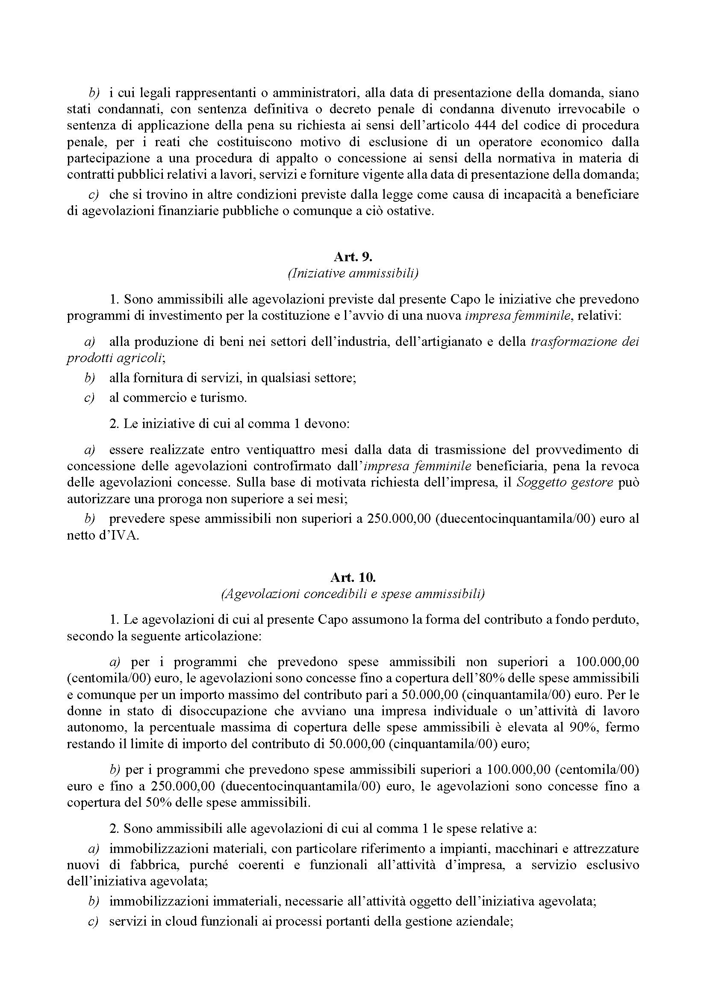 b) i cui legali rappresentanti o amministratori, alla data di presentazione della domanda, siano
stati condannati, con sentenza definitiva o decreto penale di condanna divenuto irrevocabile o
sentenza di applicazione della pena su richiesta ai sensi dell’articolo 444 del codice di procedura
penale, per i reati che costituiscono motivo di esclusione di un operatore economico dalla
partecipazione a una procedura di appalto o concessione ai sensi della normativa in materia di
contratti pubblici relativi a lavori, servizi e forniture vigente alla data di presentazione della domanda;
c) che si trovino in altre condizioni previste dalla legge come causa di incapacità a beneficiare
di agevolazioni finanziarie pubbliche o comunque a ciò ostative.
Art. 9.
(Iniziative ammissibili)
1. Sono ammissibili alle agevolazioni previste dal presente Capo le iniziative che prevedono
programmi di investimento per la costituzione e l’avvio di una nuova impresa femminile, relativi:
a) alla produzione di beni nei settori dell’industria, dell’artigianato e della trasformazione dei
prodotti agricoli;
b) alla fornitura di servizi, in qualsiasi settore;
c) al commercio e turismo.
2. Le iniziative di cui al comma 1 devono:
a) essere realizzate entro ventiquattro mesi dalla data di trasmissione del provvedimento di
concessione delle agevolazioni controfirmato dall’impresa femminile beneficiaria, pena la revoca
delle agevolazioni concesse. Sulla base di motivata richiesta dell’impresa, il Soggetto gestore può
autorizzare una proroga non superiore a sei mesi;
b) prevedere spese ammissibili non superiori a 250.000,00 (duecentocinquantamila/00) euro al
netto d’IVA.
Art. 10.
(Agevolazioni concedibili e spese ammissibili)
1. Le agevolazioni di cui al presente Capo assumono la forma del contributo a fondo perduto,
secondo la seguente articolazione:
a) per i programmi che prevedono spese ammissibili non superiori a 100.000,00
(centomila/00) euro, le agevolazioni sono concesse fino a copertura dell’80% delle spese ammissibili
e comunque per un importo massimo del contributo pari a 50.000,00 (cinquantamila/00) euro. Per le
donne in stato di disoccupazione che avviano una impresa individuale o un’attività di lavoro
autonomo, la percentuale massima di copertura delle spese ammissibili è elevata al 90%, fermo
restando il limite di importo del contributo di 50.000,00 (cinquantamila/00) euro;
b) per i programmi che prevedono spese ammissibili superiori a 100.000,00 (centomila/00)
euro e fino a 250.000,00 (duecentocinquantamila/00) euro, le agevolazioni sono concesse fino a
copertura del 50% delle spese ammissibili.
2. Sono ammissibili alle agevolazioni di cui al comma 1 le spese relative a:
a) immobilizzazioni materiali, con particolare riferimento a impianti, macchinari e attrezzature
nuovi di fabbrica, purché coerenti e funzionali all’attività d’impresa, a servizio esclusivo
dell’iniziativa agevolata;
b) immobilizzazioni immateriali, necessarie all’attività oggetto dell’iniziativa agevolata;
c) servizi in cloud funzionali ai processi portanti della gestione aziendale;